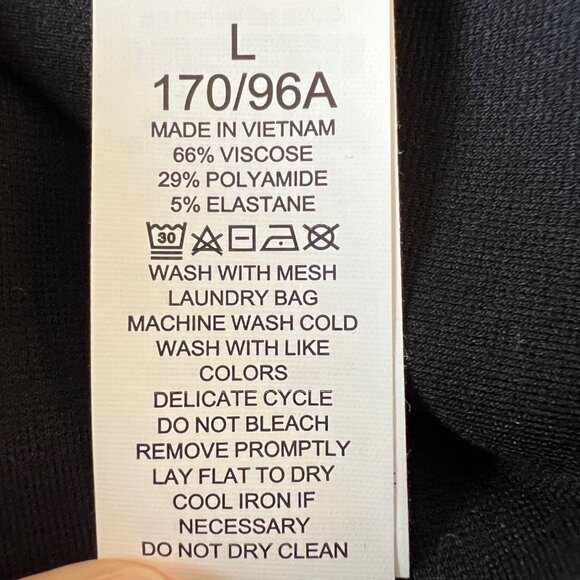 L
170/96A
MADE IN VIETNAM
66% VISCOSE
29% POLYAMIDE
5% ELASTANE
30
WASH WITH MESH
LAUNDRY BAG
MACHINE WASH COLD
WASH WITH LIKE
COLORS
DELICATE CYCLE
DO NOT BLEACH
REMOVE PROMPTLY
LAY FLAT TO DRY
COOL IRON IF
NECESSARY
DO NOT DRY CLEAN